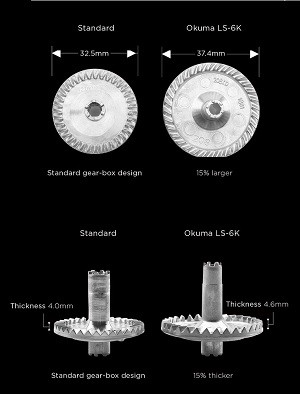 Standard
Okuma LS-6K
32.5mm
37.4mm
Standard gear-box design
15% larger
Standard
Okuma LS-6K
Thickness 4.0mm
Thickness 4.6mm
Standard gear-box design
15% thicker